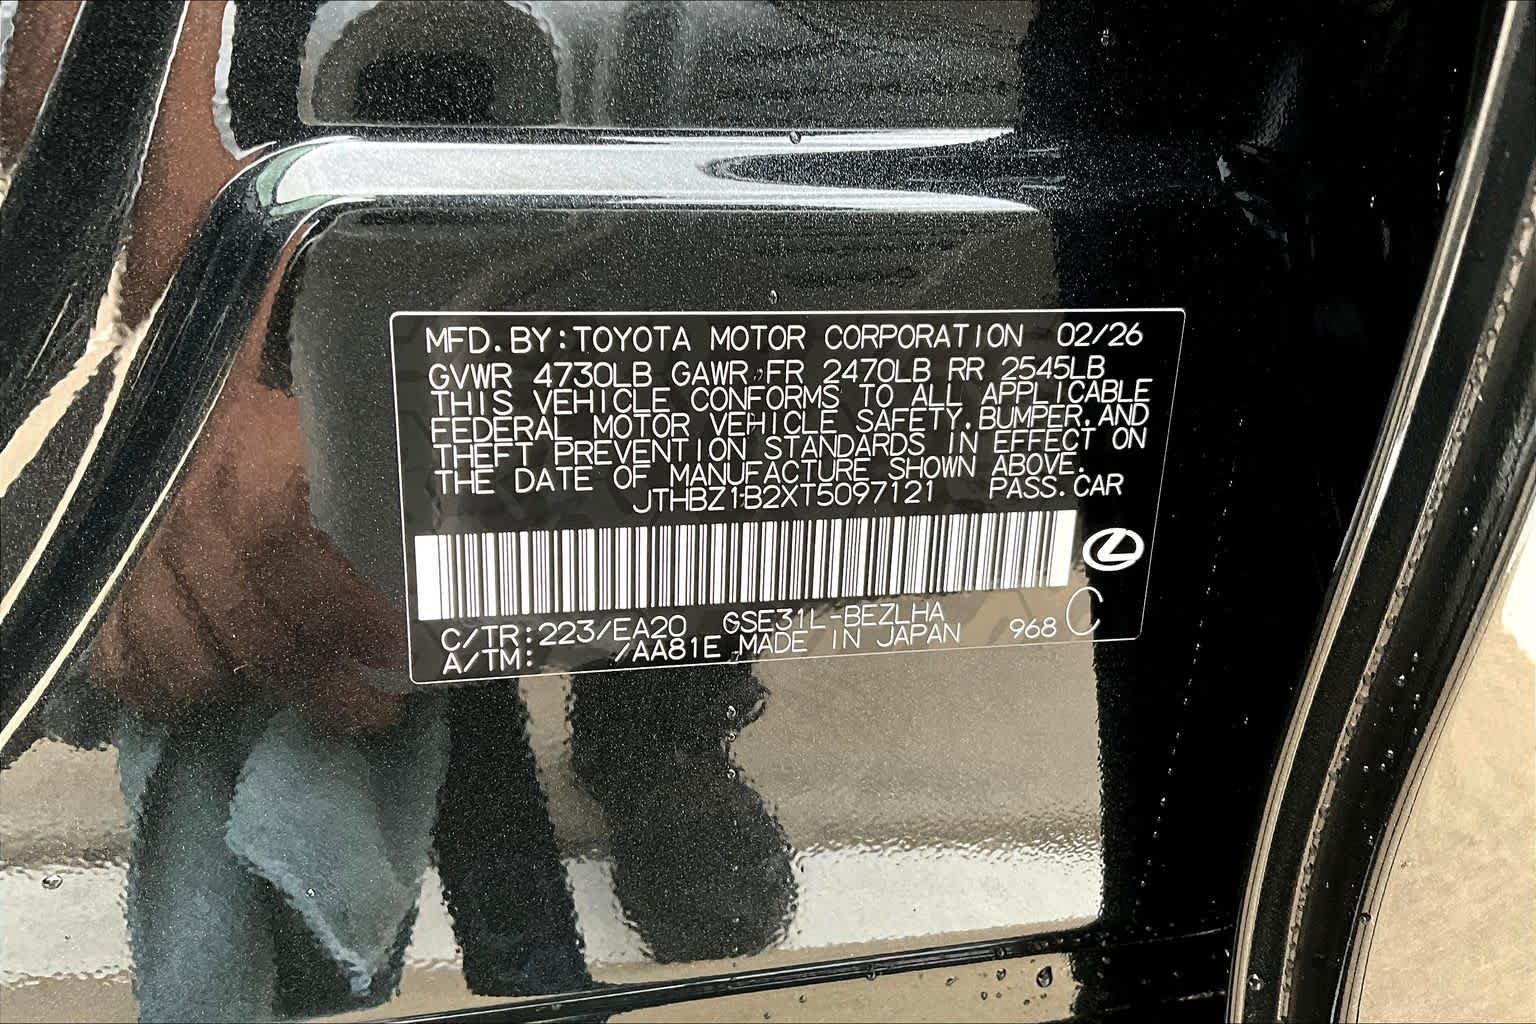 MFD.BY:TOYOTA MOTOR CORPORATION 02/26
GVWR 4730LB GAWR FR 2470LB RR 2545LB
THIS VEHICLE CONFORMS TO ALL APPLICABLE
FEDERAL MOTOR VEHICLE SAFETY,BUMPER,AND
THEFT PREVENTION STANDARDS IN EFFECT ON
THE DATE OF MANUFACTURE SHOWN ABOVE.
JTHBZ1B2XT5097121 PASS.CAR
C/TR:223/EA20 GSE31L-BEZLHA
A/TM: /AA81E MADE IN JAPAN 968 C